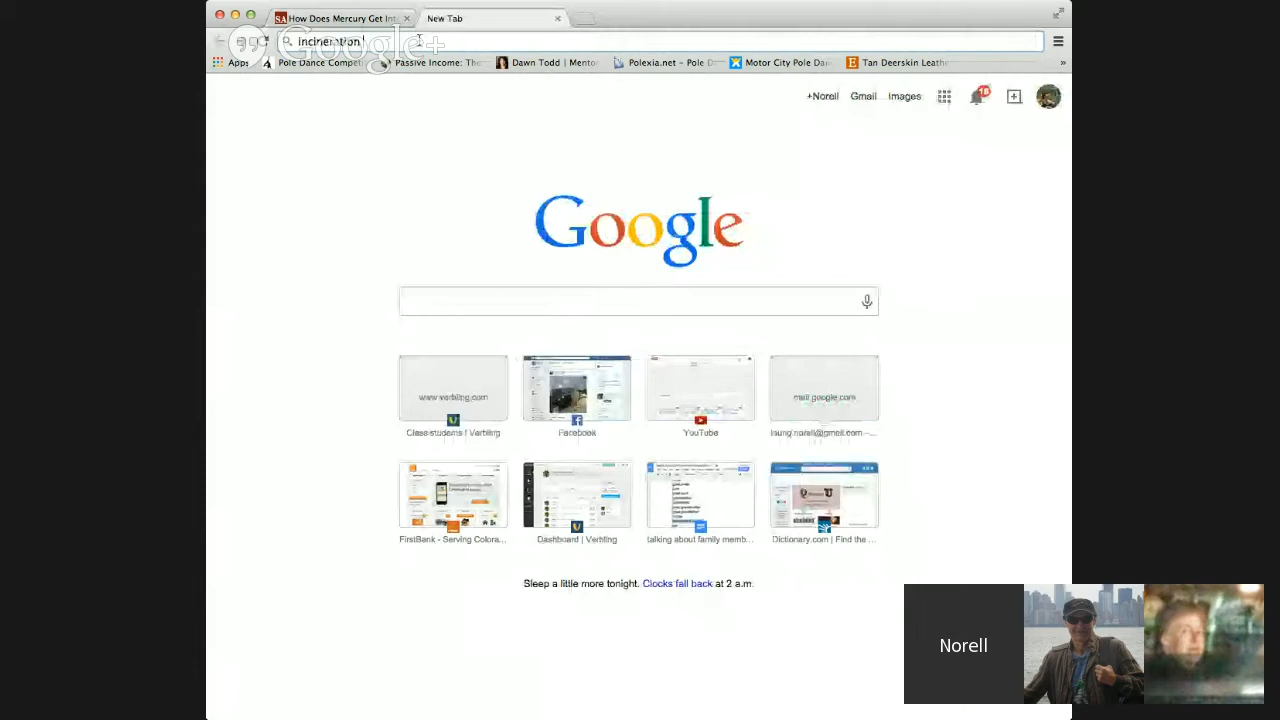 How Does Mercury Get Int
New Tab
incineration
Google+
Apps
Pole Dance Competi
Passive Income: The
Dawn Todd | Mento
Polexia.net – Pole D
Motor City Pole Dan
Tan Deerskin Leathe
»
+Norell
Gmail
Images
18
Google
www.verbling.com
mail.google.com
Class students | Verbling
Facebook
YouTube
FirstBank - Serving Colora...
Dashboard | Verbling
talking about family memb...
Dictionary.com | Find the ...
Sleep a little more tonight. Clocks fall back at 2 a.m.
Norell